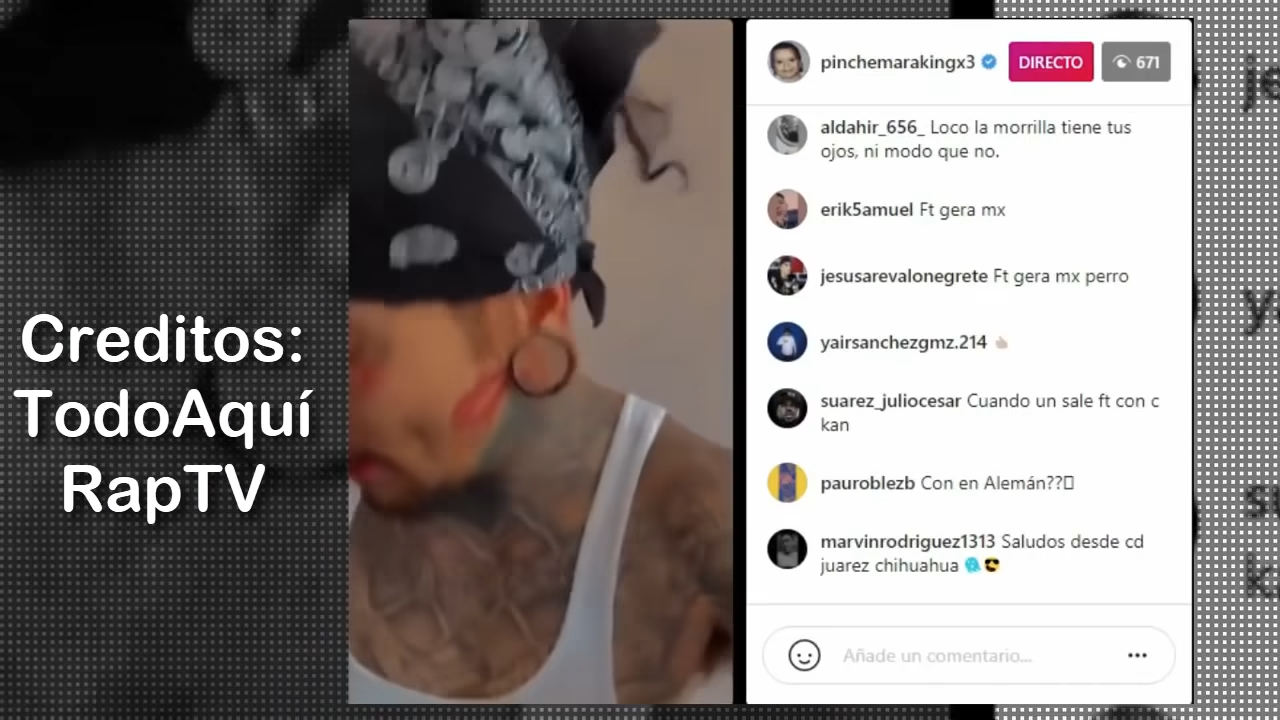 Creditos:
TodoAquí
RapTV
pinchemarakingx3
DIRECTO
671
aldahir_656_ Loco la morrilla tiene tus
ojos, ni modo que no.
erik5amuel Ft gera mx
jesusarevalonegrete Ft gera mx perro
yairsanchezgmz.214 👆🏻
suarez_juliocesar Cuando un sale ft con c
kan
pauroblezb Con en Alemán??
marvinrodriguez1313 Saludos desde cd
juarez chihuahua 🥶😎
Añade un comentario...